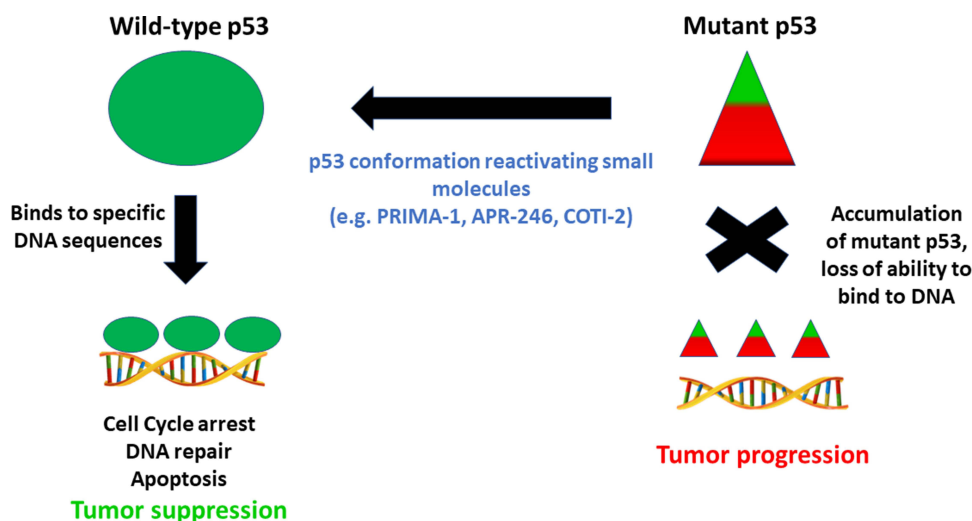 Wild-type p53
Mutant p53
p53 conformation reactivating small
molecules
(e.g. PRIMA-1, APR-246, COTI-2)
Binds to specific
DNA sequences
Accumulation
of mutant p53,
loss of ability to
bind to DNA
Cell Cycle arrest
DNA repair
Apoptosis
Tumor suppression
Tumor progression